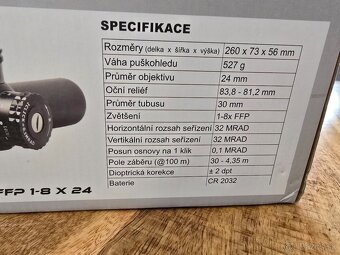 SPECIFIKACE
Rozměry (delka x šířka x výška) 260 x 73 x 56 mm
Váha puškohledu 527 g
Průměr objektivu 24 mm
Oční reliéf 83,8 - 81,2 mm
Průměr tubusu 30 mm
Zvětšení 1-8x FFP
Horizontální rozsah seřízení 32 MRAD
Vertikální rozsah seřízení 32 MRAD
Posun osnovy na 1 klik 0,1 MRAD
Pole záběru (@100 m) 30 - 4,35 m
Dioptrická korekce ± 2 dpt
Baterie CR 2032
FFP 1-8 X 24